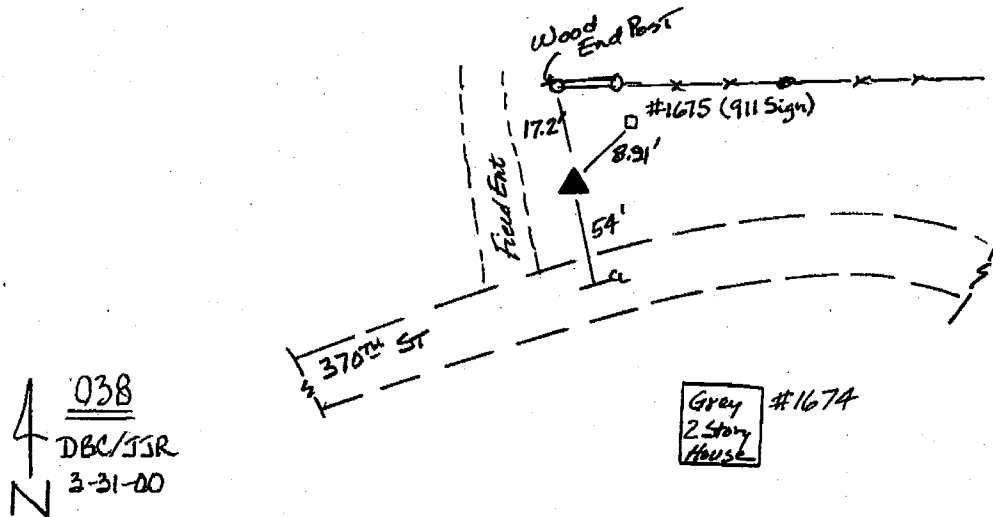 Wood
End Post
#1675 (911 Sign)
17.2'
8.91'
Field Ent
54'
CL
370TH ST
038
DBC/JJR
3-31-00
N
Grey
2 Story
House
#1674